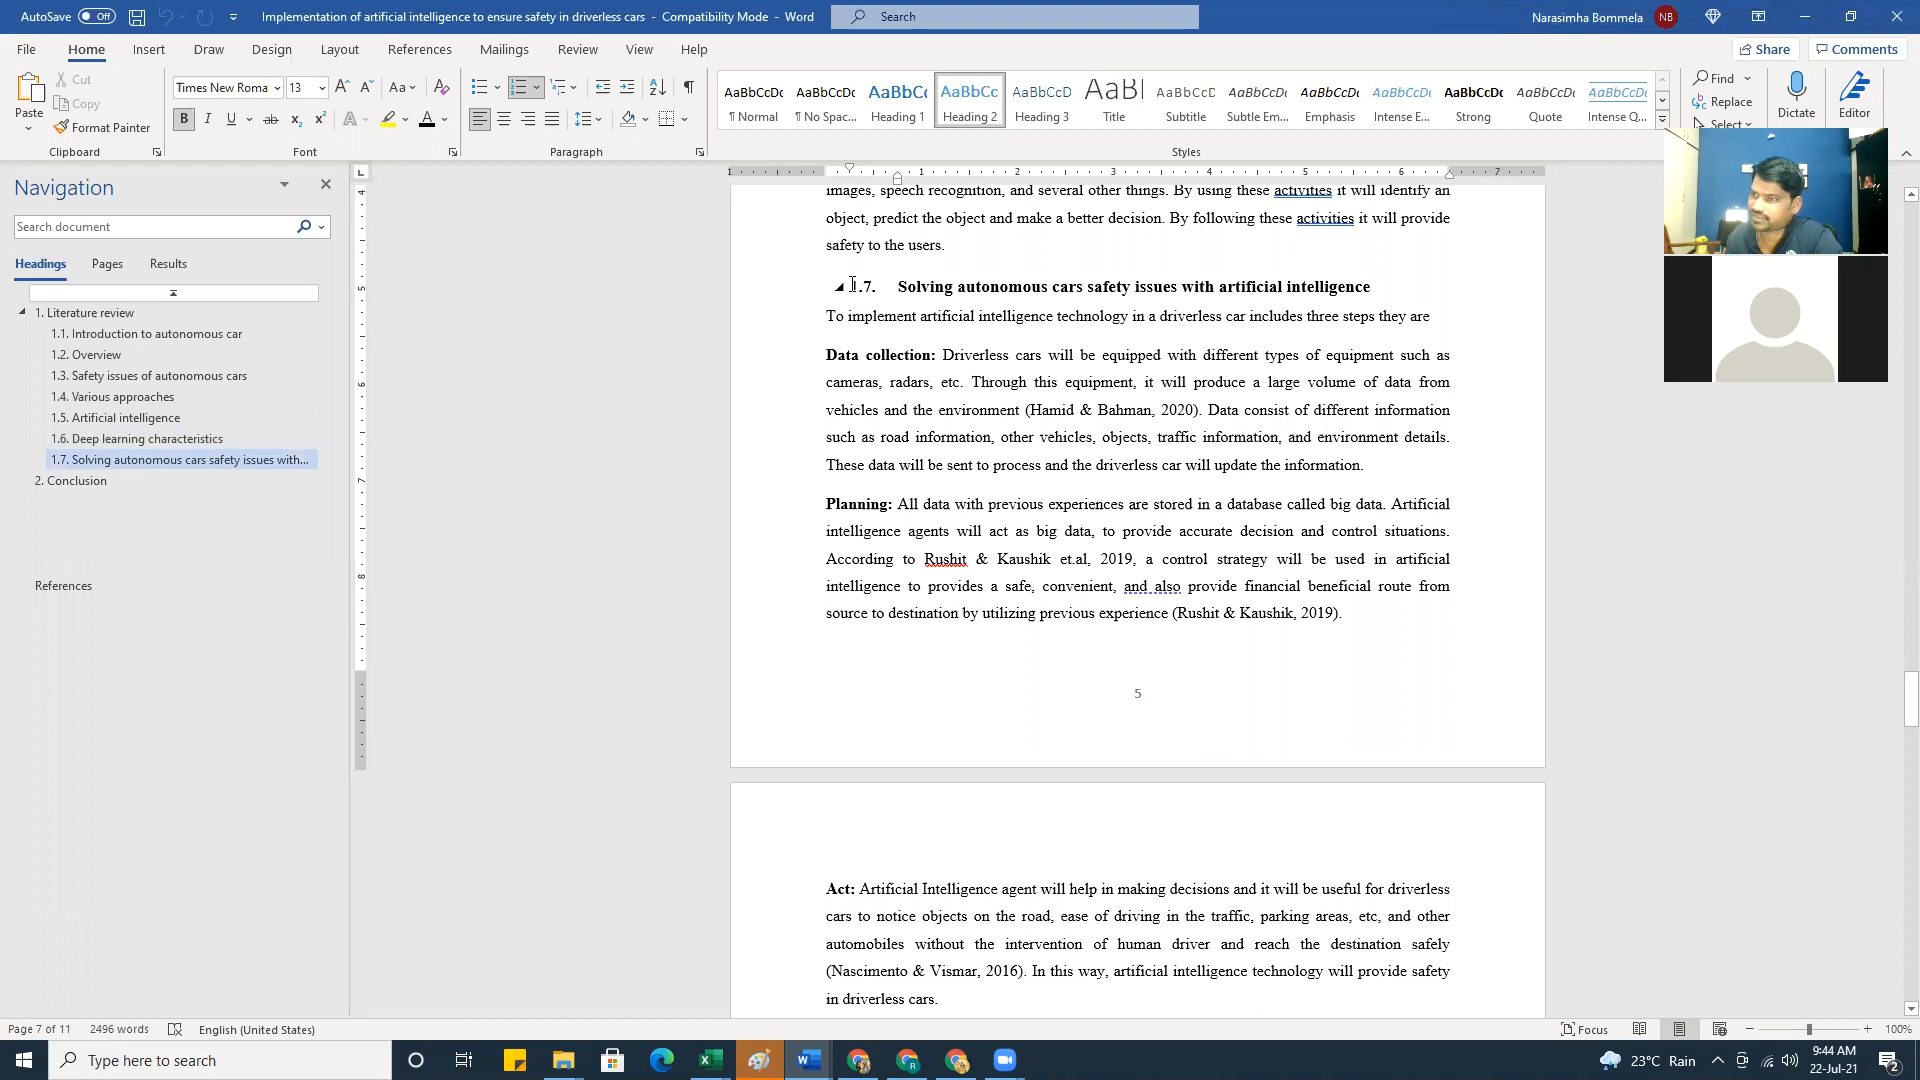 AutoSave Off
Implementation of artificial intelligence to ensure safety in driverless cars - Compatibility Mode - Word
Search
Narasimha Bommela NB
File Home Insert Draw Design Layout References Mailings Review View Help
Share Comments
Paste
Cut
Copy
Format Painter
Clipboard
Times New Roma 13
Font
Paragraph
AaBbCcDc AaBbCcDc AaBbCc AaBbCc AaBbCcD AaBl AaBbCcD AaBbCcDc AaBbCcDc AaBbCcDc AaBbCcDc AaBbCcDc AaBbCcDc
¶ Normal ¶ No Spac... Heading 1 Heading 2 Heading 3 Title Subtitle Subtle Em... Emphasis Intense E... Strong Quote Intense Q...
Styles
Find
Replace
Select
Dictate
Editor
Navigation
Search document
Headings Pages Results
1. Literature review
1.1. Introduction to autonomous car
1.2. Overview
1.3. Safety issues of autonomous cars
1.4. Various approaches
1.5. Artificial intelligence
1.6. Deep learning characteristics
1.7. Solving autonomous cars safety issues with...
2. Conclusion
References
images, speech recognition, and several other things. By using these activities it will identify an
object, predict the object and make a better decision. By following these activities it will provide
safety to the users.
1.7. Solving autonomous cars safety issues with artificial intelligence
To implement artificial intelligence technology in a driverless car includes three steps they are
Data collection: Driverless cars will be equipped with different types of equipment such as
cameras, radars, etc. Through this equipment, it will produce a large volume of data from
vehicles and the environment (Hamid & Bahman, 2020). Data consist of different information
such as road information, other vehicles, objects, traffic information, and environment details.
These data will be sent to process and the driverless car will update the information.
Planning: All data with previous experiences are stored in a database called big data. Artificial
intelligence agents will act as big data, to provide accurate decision and control situations.
According to Rushit & Kaushik et.al, 2019, a control strategy will be used in artificial
intelligence to provides a safe, convenient, and also provide financial beneficial route from
source to destination by utilizing previous experience (Rushit & Kaushik, 2019).
5
Act: Artificial Intelligence agent will help in making decisions and it will be useful for driverless
cars to notice objects on the road, ease of driving in the traffic, parking areas, etc, and other
automobiles without the intervention of human driver and reach the destination safely
(Nascimento & Vismar, 2016). In this way, artificial intelligence technology will provide safety
in driverless cars.
Page 7 of 11 2496 words English (United States)
Focus 100%
Type here to search
23°C Rain
9:44 AM
22-Jul-21
2